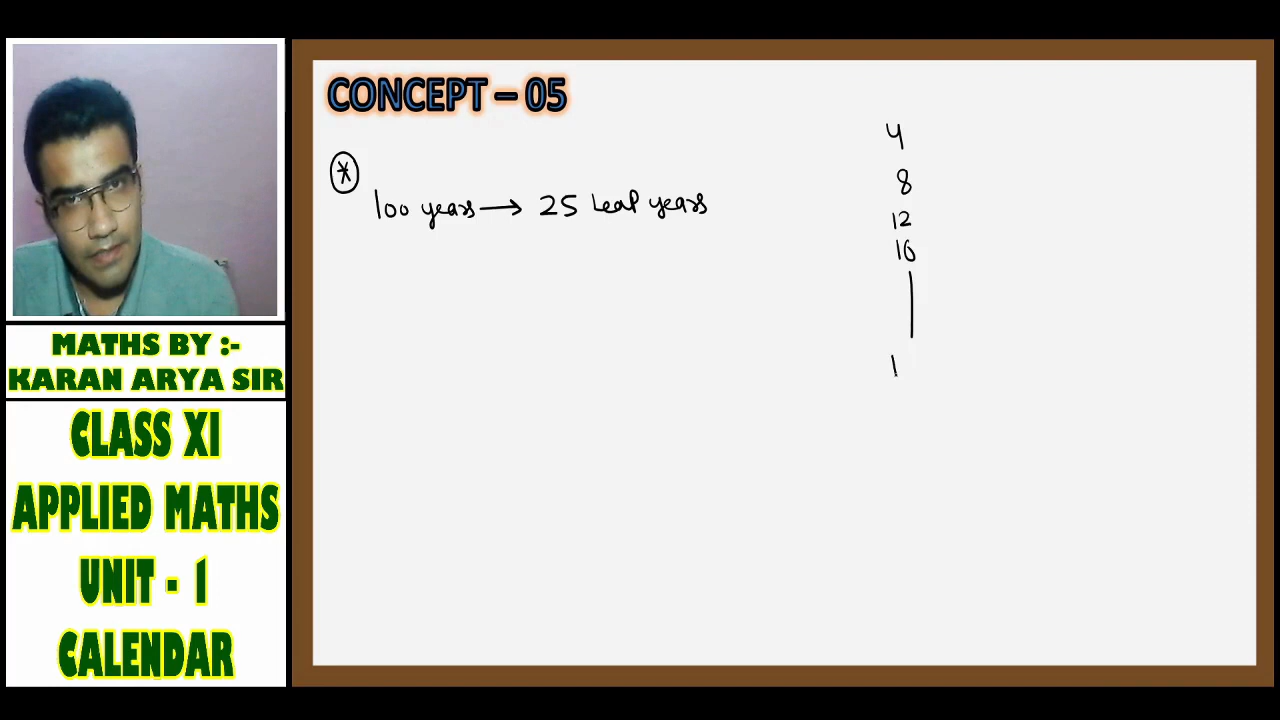 CONCEPT – 05
*
100 years → 25 Leap years
4
8
12
16
1
MATHS BY :-
KARAN ARYA SIR
CLASS XI
APPLIED MATHS
UNIT - 1
CALENDAR